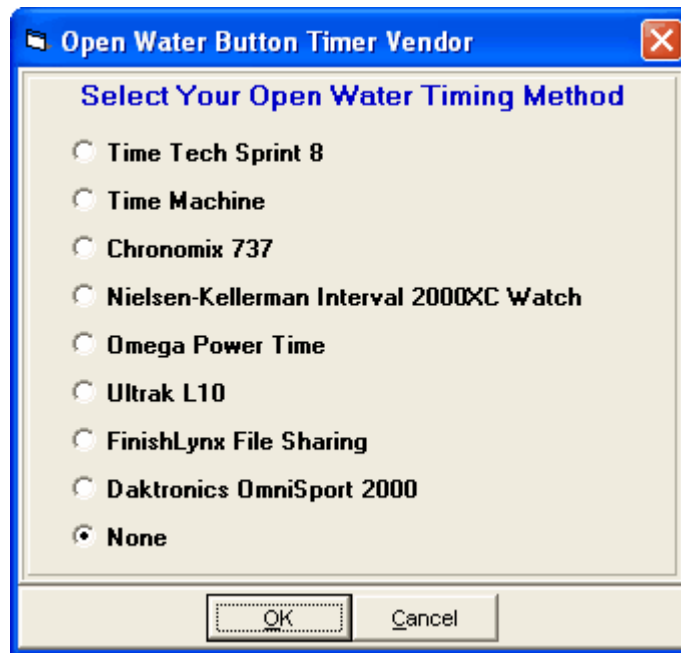 Open Water Button Timer Vendor
Select Your Open Water Timing Method
Time Tech Sprint 8
Time Machine
Chronomix 737
Nielsen-Kellerman Interval 2000XC Watch
Omega Power Time
Ultrak L10
FinishLynx File Sharing
Daktronics OmniSport 2000
None
OK
Cancel